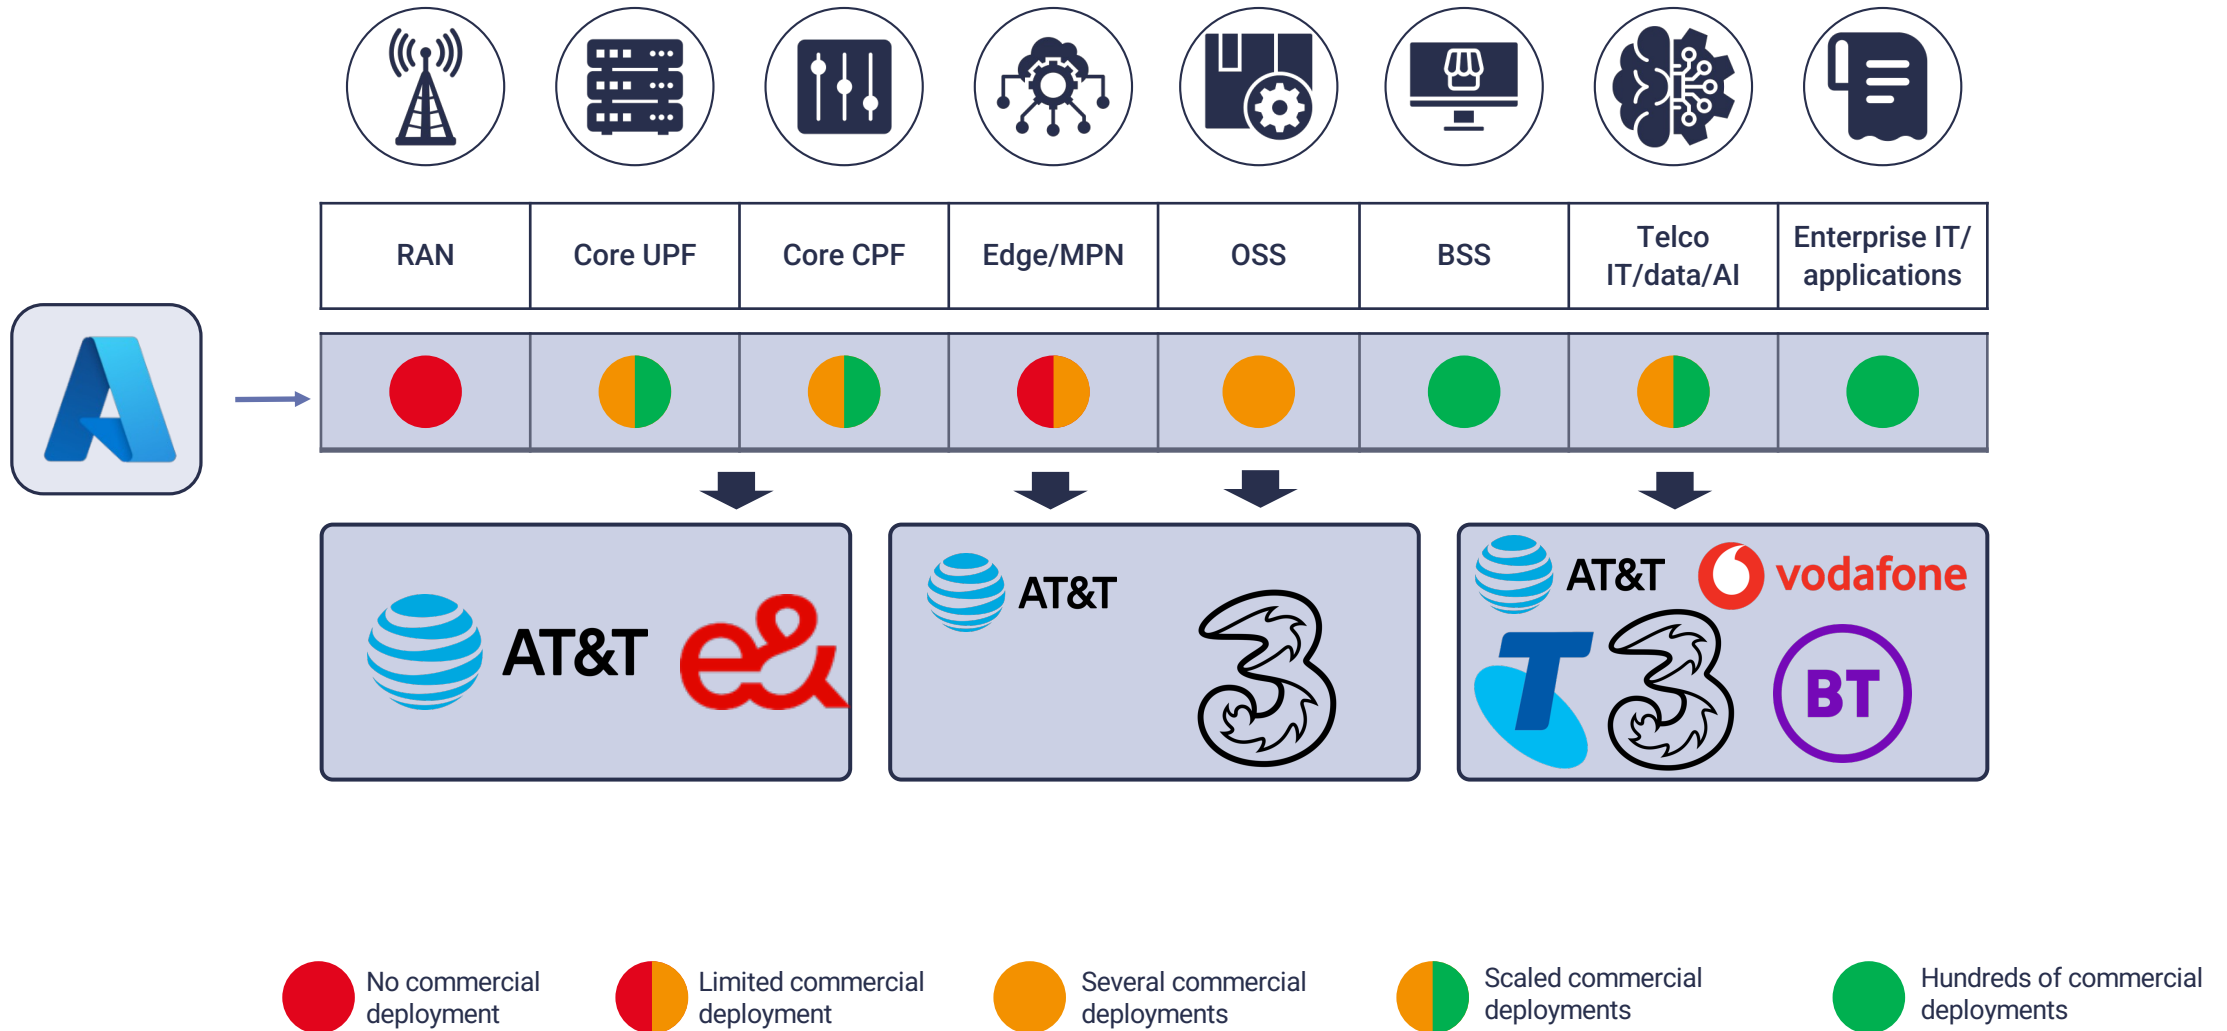 RAN
Core UPF
Core CPF
Edge/MPN
OSS
BSS
Telco
IT/data/AI
Enterprise IT/
applications
AT&T
e&
AT&T
3
AT&T
vodafone
T
3
BT
No commercial
deployment
Limited commercial
deployment
Several commercial
deployments
Scaled commercial
deployments
Hundreds of commercial
deployments